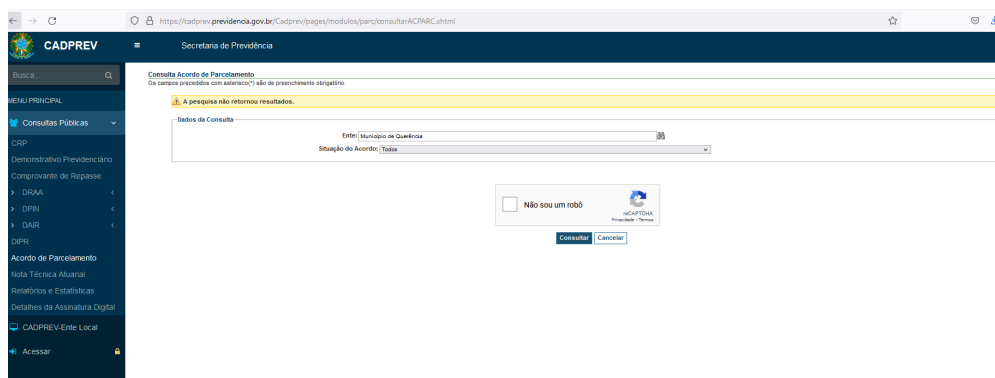 https://cadprev.previdencia.gov.br/Cadprev/pages/modulos/parc/consultarACPARC.xhtml
CADPREV
Secretaria de Previdência
Busca...
MENU PRINCIPAL
Consultas Públicas
CRP
Demonstrativo Previdenciário
Comprovante de Repasse
DRAA
DPIN
DAIR
DIPR
Acordo de Parcelamento
Nota Técnica Atuarial
Relatórios e Estatísticas
Detalhes da Assinatura Digital
CADPREV-Ente Local
Acessar
Consulta Acordo de Parcelamento
Os campos precedidos com asterisco(*) são de preenchimento obrigatório.
A pesquisa não retornou resultados.
Dados da Consulta
Ente: Município de Querência
Situação do Acordo: Todos
Não sou um robô
reCAPTCHA
Privacidade - Termos
Consultar Cancelar